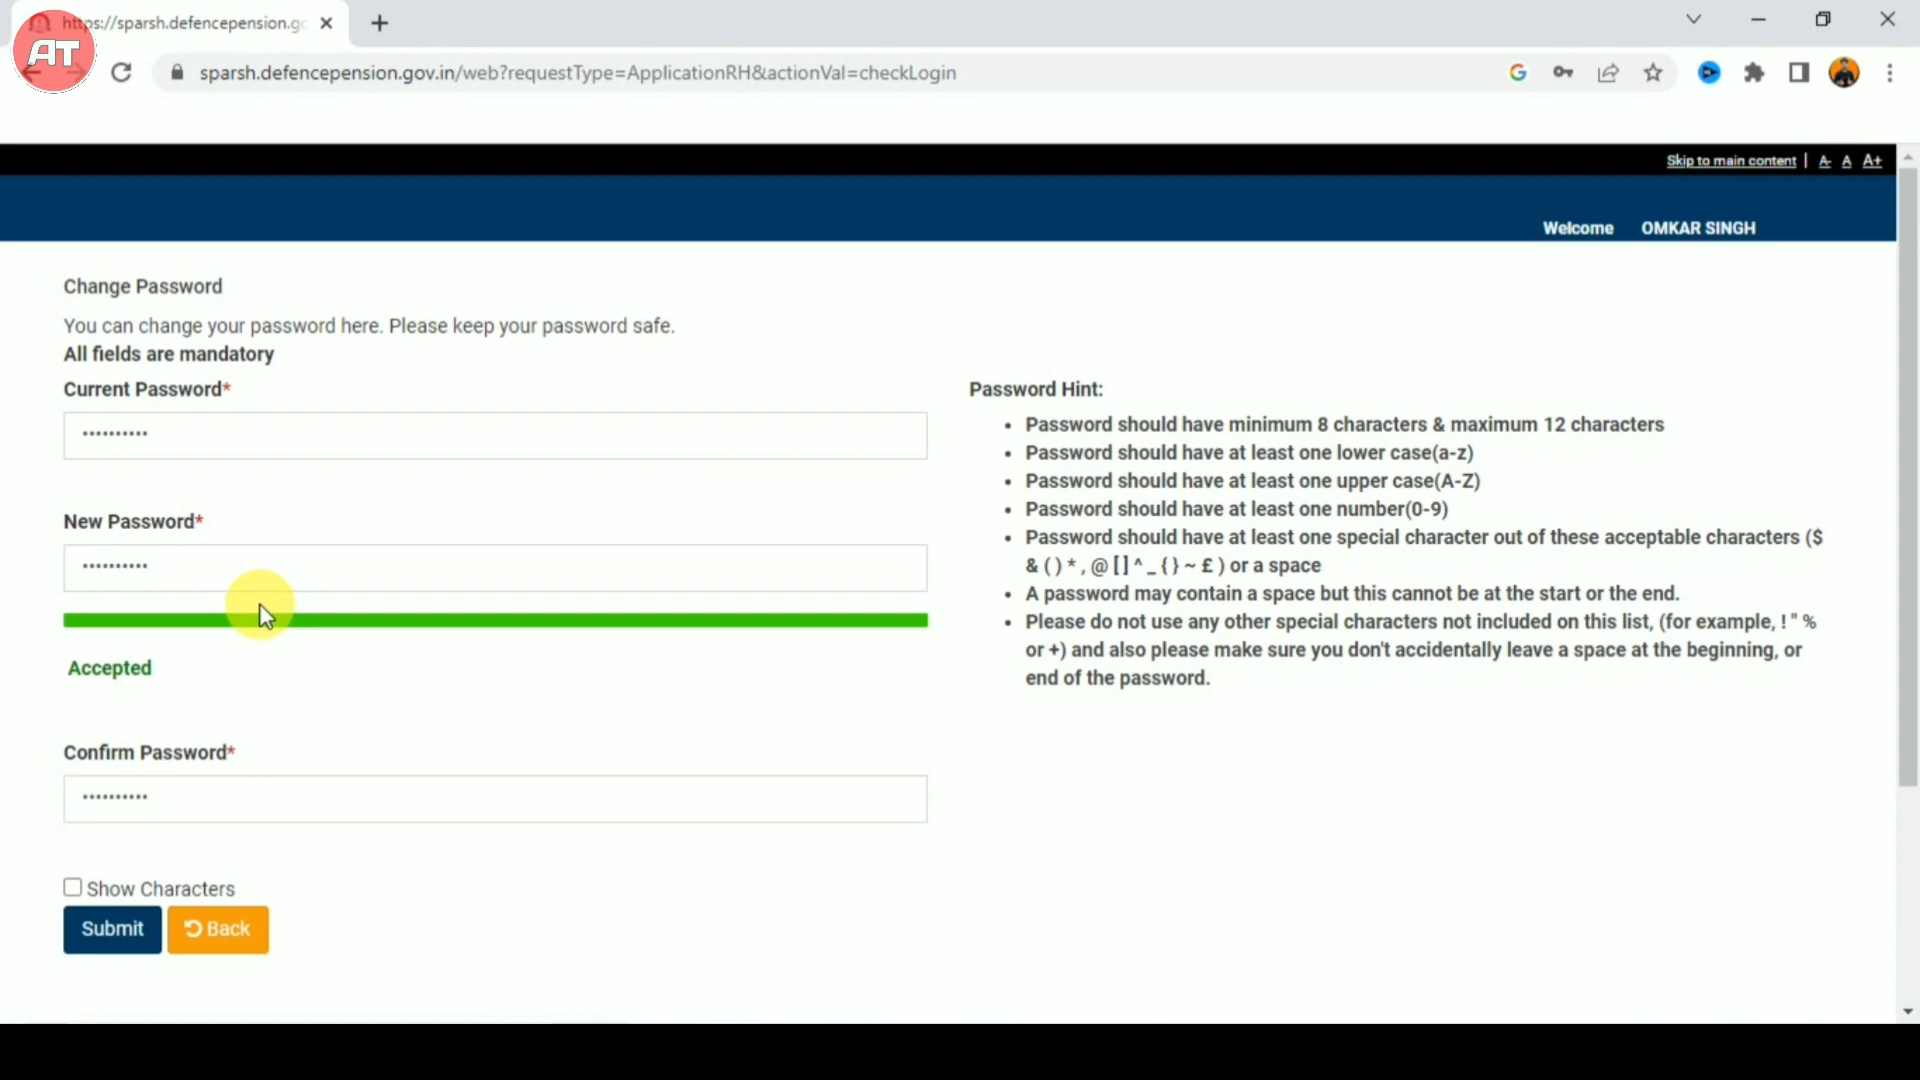 https://sparsh.defencepension.gc
AT
sparsh.defencepension.gov.in/web?requestType=ApplicationRH&actionVal=checkLogin
Skip to main content | A- A A+
Welcome OMKAR SINGH
Change Password
You can change your password here. Please keep your password safe.
All fields are mandatory
Current Password*
••••••••••
New Password*
••••••••••
Accepted
Confirm Password*
••••••••••
Show Characters
Submit
Back
Password Hint:
• Password should have minimum 8 characters & maximum 12 characters
• Password should have at least one lower case(a-z)
• Password should have at least one upper case(A-Z)
• Password should have at least one number(0-9)
• Password should have at least one special character out of these acceptable characters ($
& ( ) * , @ [ ] ^ _ { } ~ £ ) or a space
• A password may contain a space but this cannot be at the start or the end.
• Please do not use any other special characters not included on this list, (for example, ! " %
or +) and also please make sure you don't accidentally leave a space at the beginning, or
end of the password.